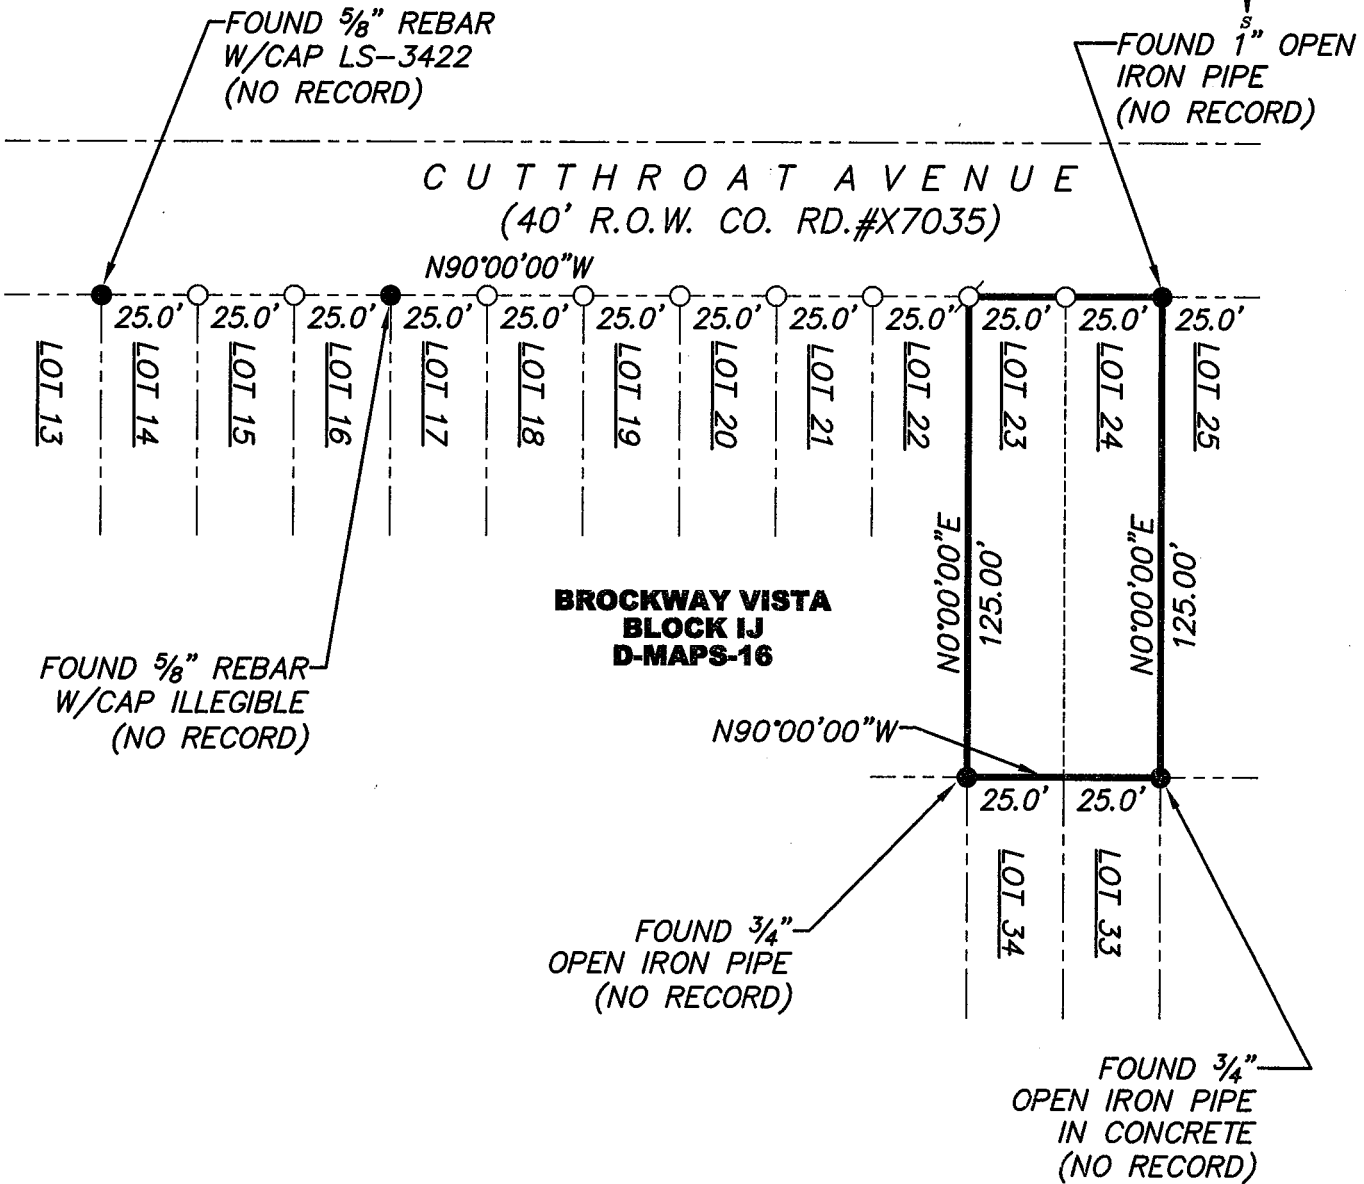 FOUND 5/8" REBAR
W/CAP LS-3422
(NO RECORD)
S
FOUND 1" OPEN
IRON PIPE
(NO RECORD)
CUTTHROAT AVENUE
(40' R.O.W. CO. RD.#X7035)
N90°00'00"W
25.0' 25.0' 25.0' 25.0' 25.0' 25.0' 25.0' 25.0' 25.0' 25.0' 25.0' 25.0'
LOT 13
LOT 14
LOT 15
LOT 16
LOT 17
LOT 18
LOT 19
LOT 20
LOT 21
LOT 22
LOT 23
LOT 24
LOT 25
N0°00'00"E
125.00'
N0°00'00"E
125.00'
BROCKWAY VISTA
BLOCK IJ
D-MAPS-16
FOUND 5/8" REBAR
W/CAP ILLEGIBLE
(NO RECORD)
N90°00'00"W
25.0' 25.0'
LOT 34
LOT 33
FOUND 3/4"
OPEN IRON PIPE
(NO RECORD)
FOUND 3/4"
OPEN IRON PIPE
IN CONCRETE
(NO RECORD)